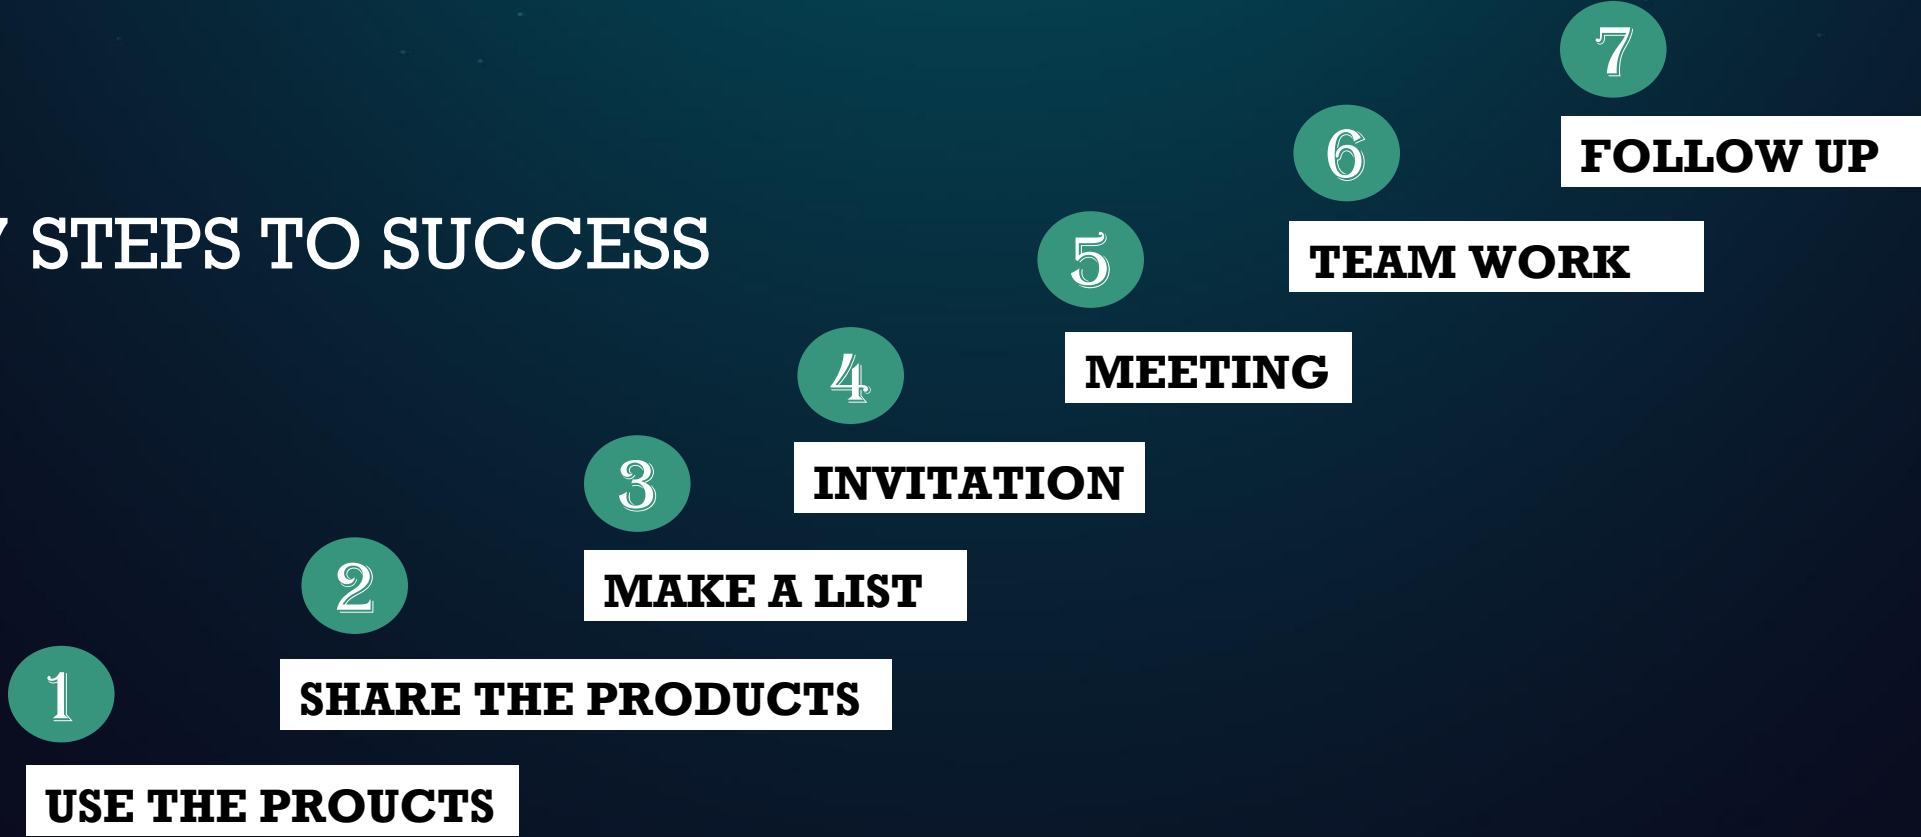 7 STEPS TO SUCCESS
1
USE THE PROUCTS
2
SHARE THE PRODUCTS
3
MAKE A LIST
4
INVITATION
5
MEETING
6
TEAM WORK
7
FOLLOW UP